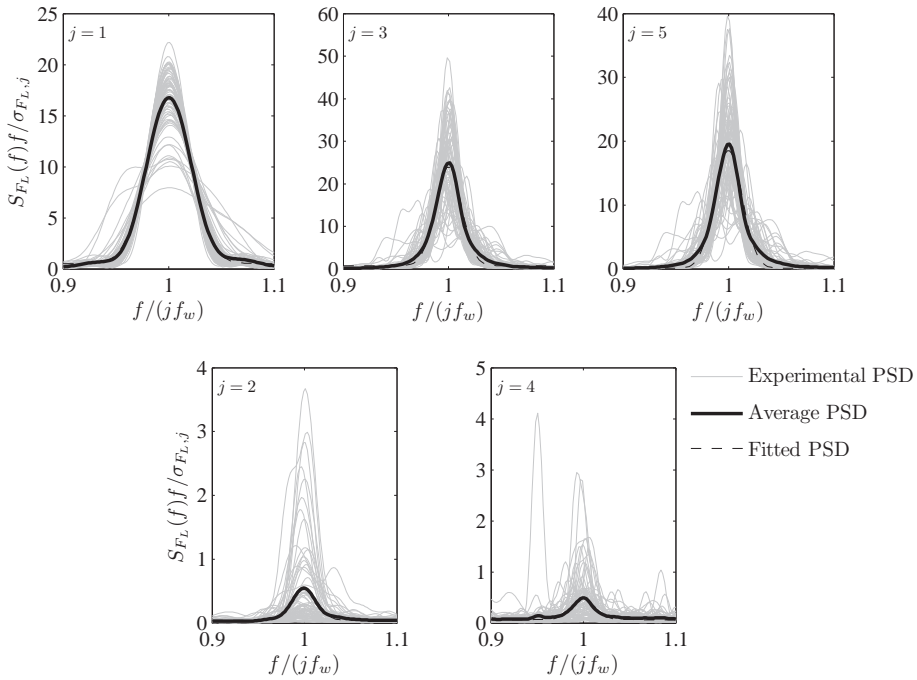 25
20
15
10
5
0
j = 1
S_{F_L}(f)f/σ_{F_L,j}
0.9 1 1.1
f/(jf_w)
60
50
40
30
20
10
0
j = 3
0.9 1 1.1
f/(jf_w)
40
30
20
10
0
j = 5
0.9 1 1.1
f/(jf_w)
4
3
2
1
0
j = 2
S_{F_L}(f)f/σ_{F_L,j}
0.9 1 1.1
f/(jf_w)
5
4
3
2
1
0
j = 4
0.9 1 1.1
f/(jf_w)
Experimental PSD
Average PSD
Fitted PSD